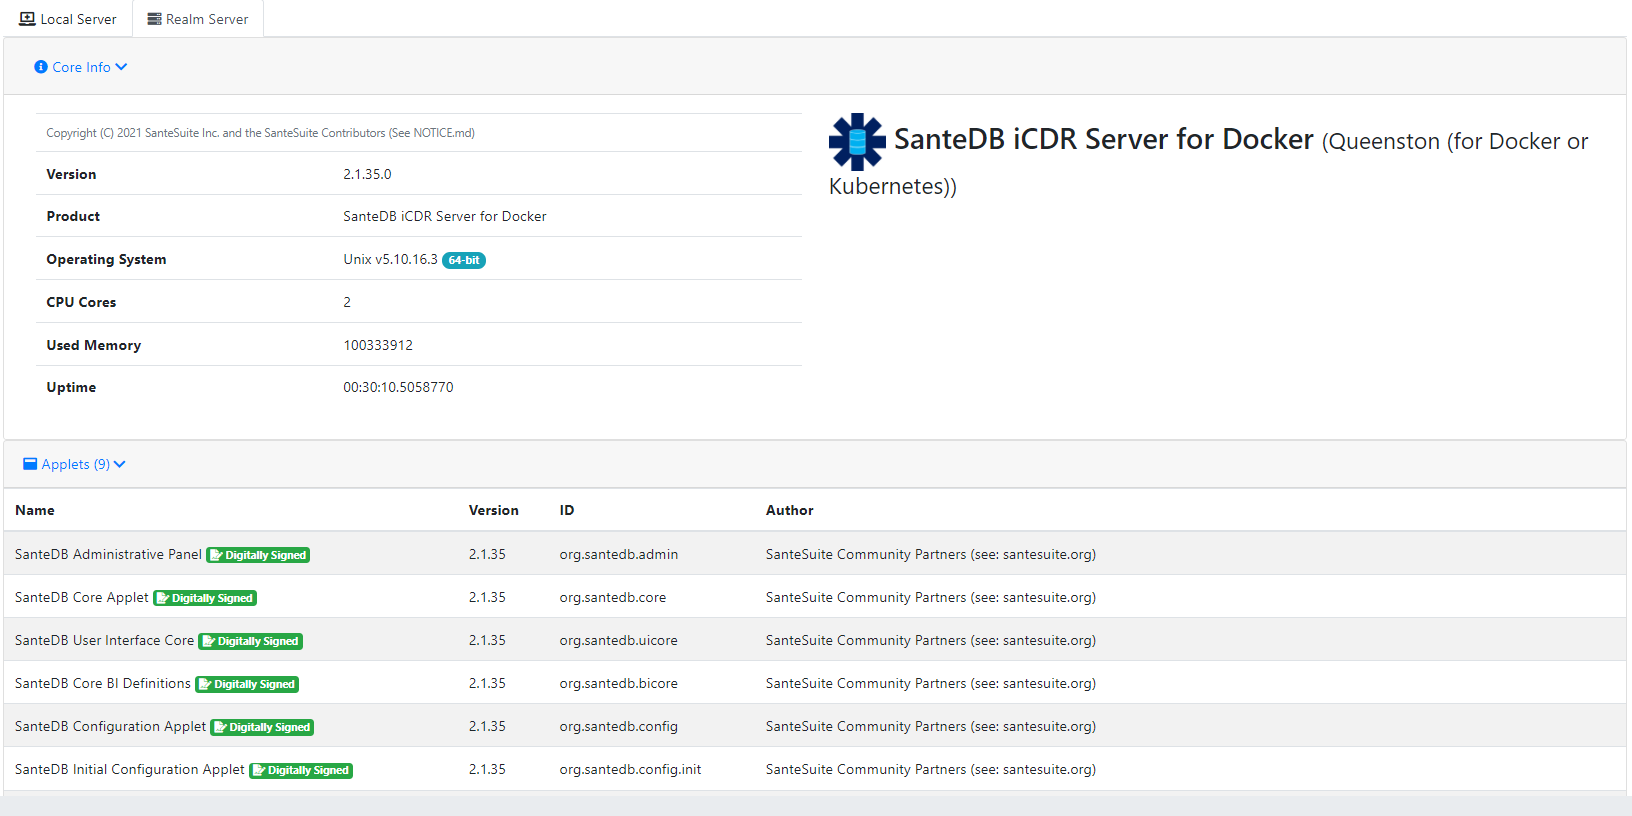 Local Server Realm Server
Core Info
Copyright (C) 2021 SanteSuite Inc. and the SanteSuite Contributors (See NOTICE.md)
Version 2.1.35.0
Product SanteDB iCDR Server for Docker
Operating System Unix v5.10.16.3 64-bit
CPU Cores 2
Used Memory 100333912
Uptime 00:30:10.5058770
SanteDB iCDR Server for Docker (Queenston (for Docker or
Kubernetes))
Applets (9)
Name Version ID Author
SanteDB Administrative Panel Digitally Signed 2.1.35 org.santedb.admin SanteSuite Community Partners (see: santesuite.org)
SanteDB Core Applet Digitally Signed 2.1.35 org.santedb.core SanteSuite Community Partners (see: santesuite.org)
SanteDB User Interface Core Digitally Signed 2.1.35 org.santedb.uicore SanteSuite Community Partners (see: santesuite.org)
SanteDB Core BI Definitions Digitally Signed 2.1.35 org.santedb.bicore SanteSuite Community Partners (see: santesuite.org)
SanteDB Configuration Applet Digitally Signed 2.1.35 org.santedb.config SanteSuite Community Partners (see: santesuite.org)
SanteDB Initial Configuration Applet Digitally Signed 2.1.35 org.santedb.config.init SanteSuite Community Partners (see: santesuite.org)